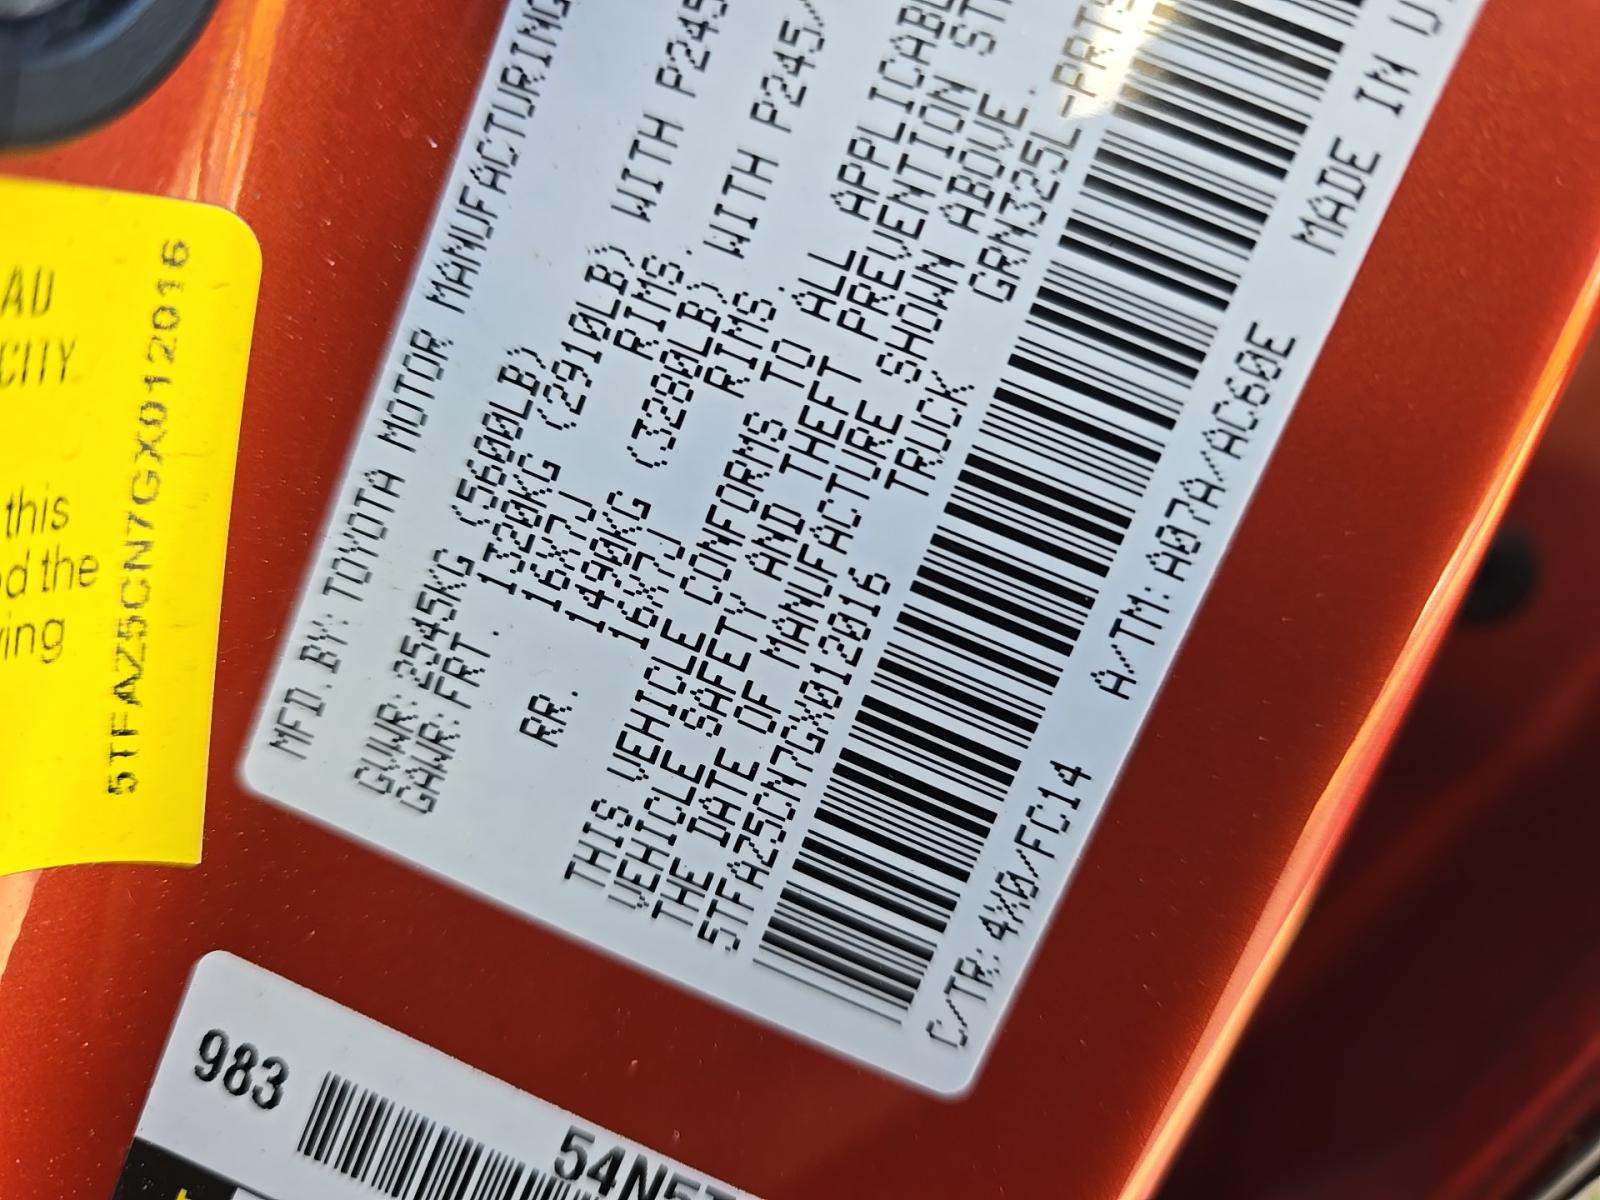 AD
CITY
this
the
5TFAZ5CN7GX012016
MFD. BY: TOYOTA MOTOR MANUFACTURING
GVWR: 2545KG (5600LB)
GAWR: FRT. 1320KG (2910LB) WITH P245
16X7J RIMS.
RR. 1490KG (3280LB) WITH P245/
16X7J RIMS.
THIS VEHICLE CONFORMS TO ALL
VEHICLE SAFETY AND THEFT PREVENTION
THE DATE OF MANUFACTURE SHOWN ABOVE.
5TFAZ5CN7GX012016 TRUCK GRN325L-PRT
C/TR: 4X0/FC14 A/TM: A07A/AC60E MADE IN
983